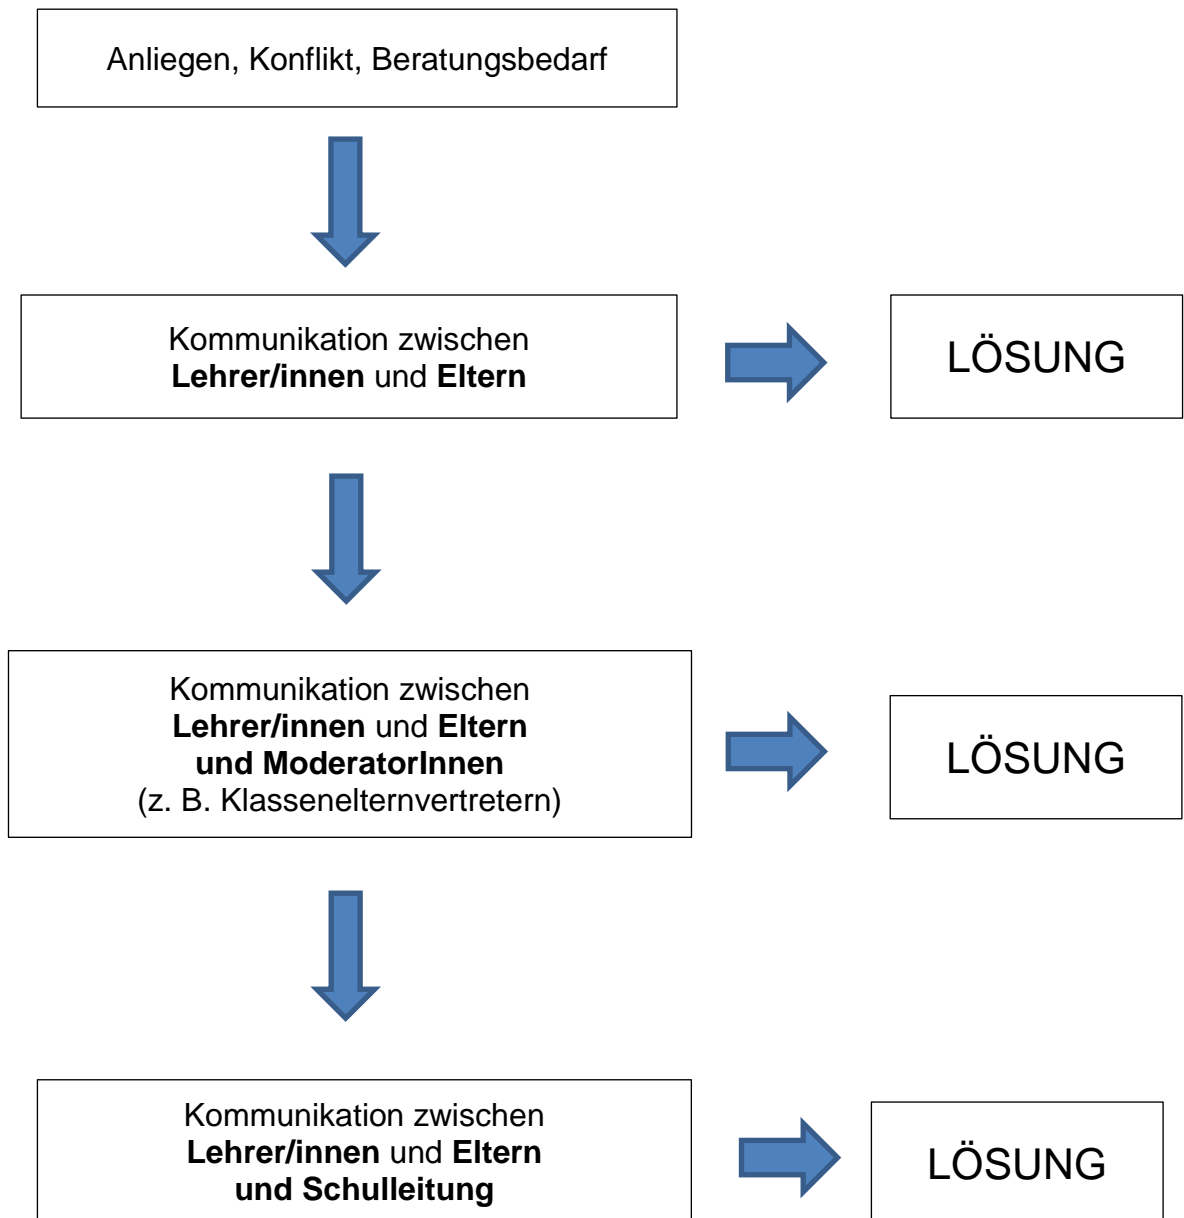 Anliegen, Konflikt, Beratungsbedarf
Kommunikation zwischen
Lehrer/innen und Eltern
LÖSUNG
Kommunikation zwischen
Lehrer/innen und Eltern
und ModeratorInnen
(z. B. Klassenelternvertretern)
LÖSUNG
Kommunikation zwischen
Lehrer/innen und Eltern
und Schulleitung
LÖSUNG